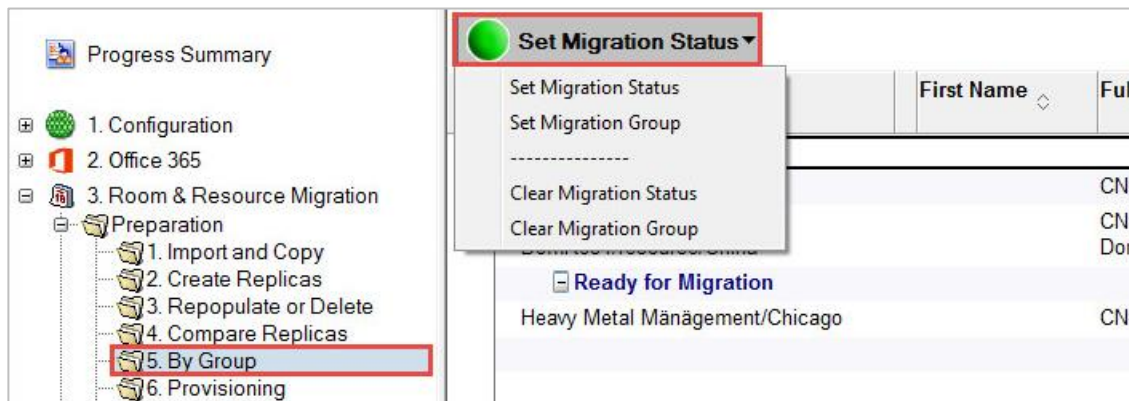 Progress Summary
1. Configuration
2. Office 365
3. Room & Resource Migration
Preparation
1. Import and Copy
2. Create Replicas
3. Repopulate or Delete
4. Compare Replicas
5. By Group
6. Provisioning
Set Migration Status
Set Migration Status
Set Migration Group
---------------
Clear Migration Status
Clear Migration Group
First Name
Ful
CN
CN
Dor
Ready for Migration
Heavy Metal Mänägement/Chicago
CN